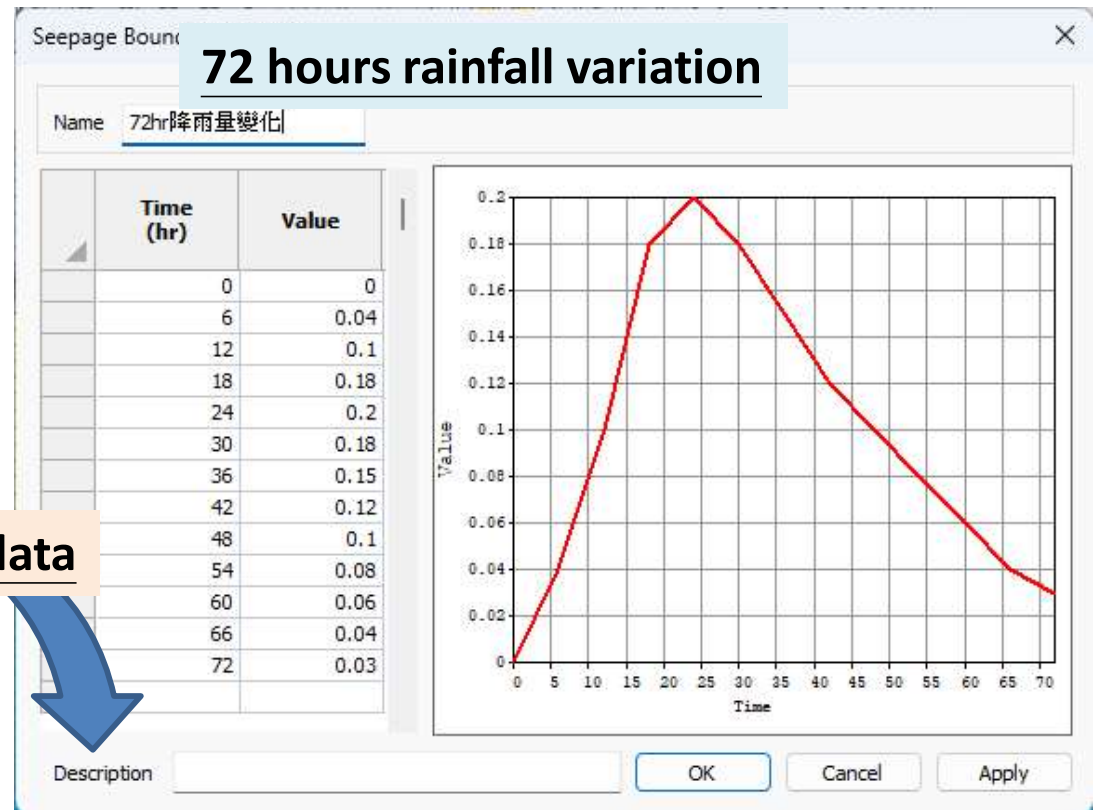 Seepage Boun
72 hours rainfall variation
Name 72hr降雨量變化
Time (hr) Value
0 0
6 0.04
12 0.1
18 0.18
24 0.2
30 0.18
36 0.15
42 0.12
48 0.1
54 0.08
60 0.06
66 0.04
72 0.03
data
0.2
0.18
0.16
0.14
0.12
0.1
0.08
0.06
0.04
0.02
0
Value
0 5 10 15 20 25 30 35 40 45 50 55 60 65 70
Time
Description
OK Cancel Apply